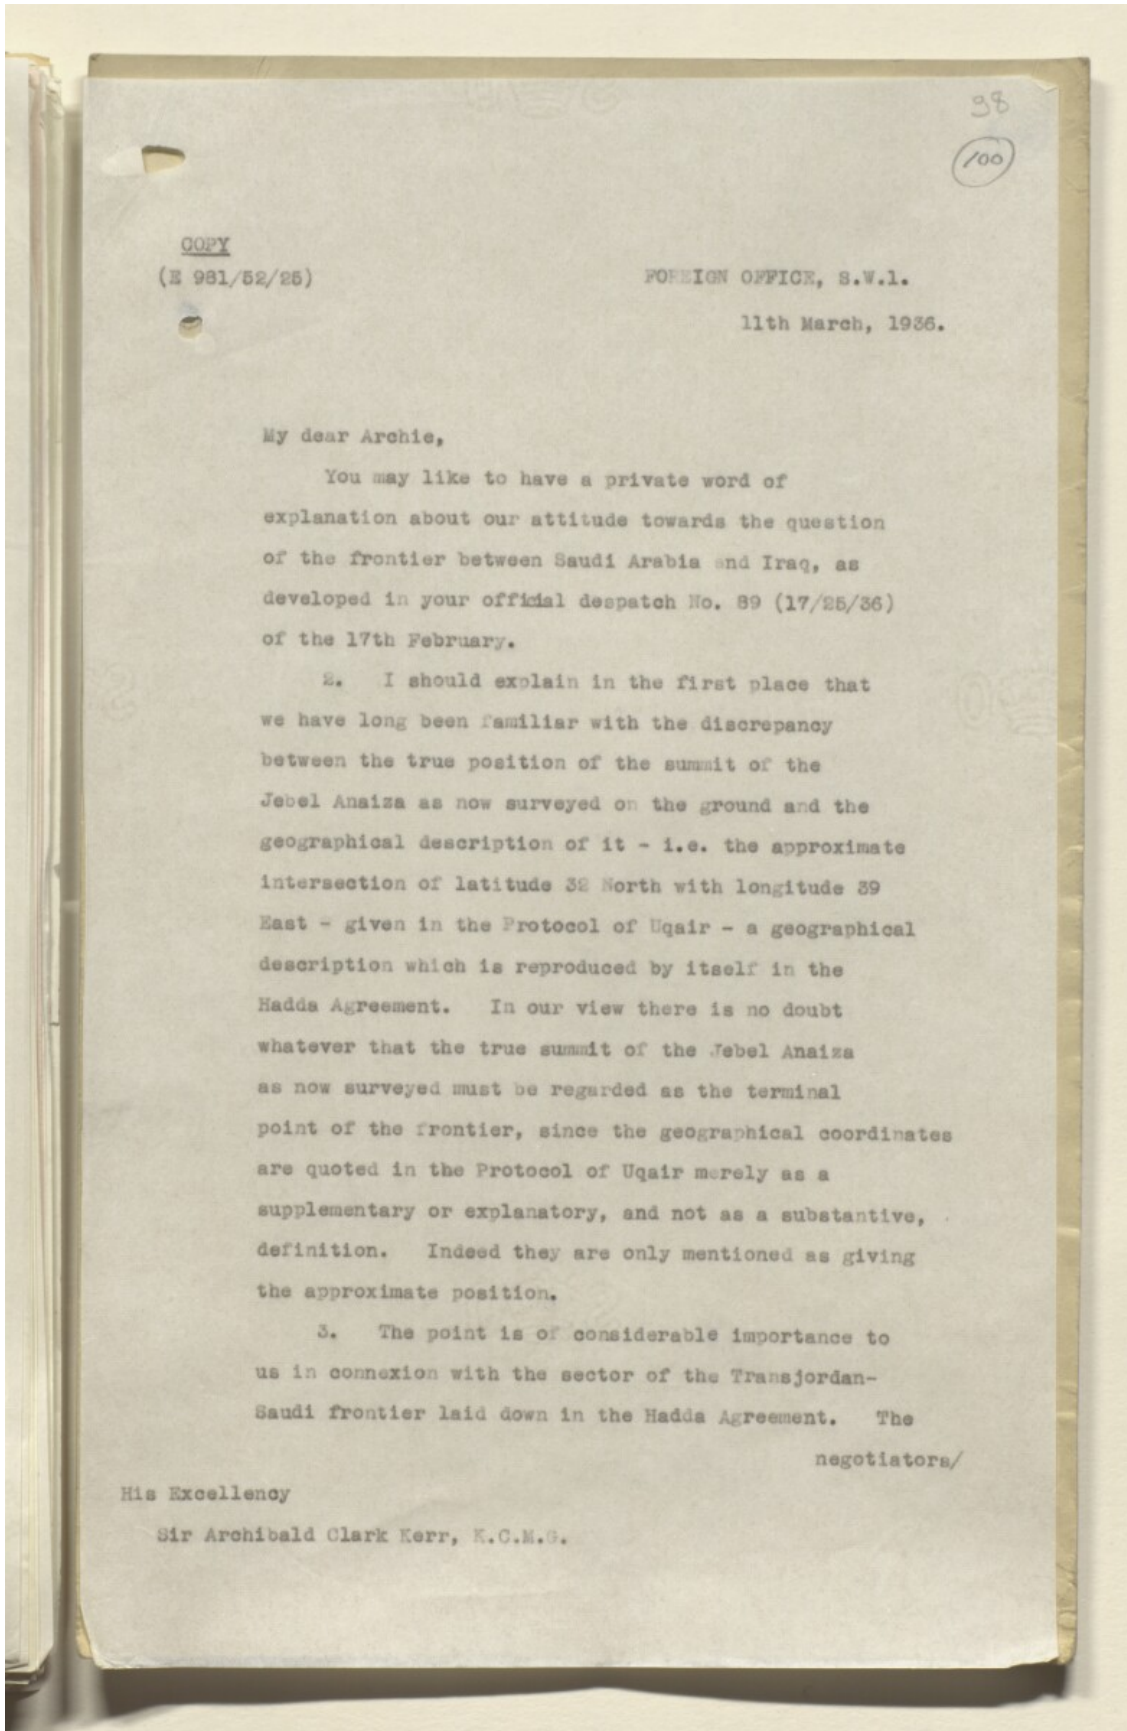 98
100
COPY
(E 981/52/25)
FOREIGN OFFICE, S.W.1.
11th March, 1936.
My dear Archie,
You may like to have a private word of
explanation about our attitude towards the question
of the frontier between Saudi Arabia and Iraq, as
developed in your official despatch No. 89 (17/25/36)
of the 17th February.
2. I should explain in the first place that
we have long been familiar with the discrepancy
between the true position of the summit of the
Jebel Anaiza as now surveyed on the ground and the
geographical description of it - i.e. the approximate
intersection of latitude 32 North with longitude 39
East - given in the Protocol of Uqair - a geographical
description which is reproduced by itself in the
Hadda Agreement. In our view there is no doubt
whatever that the true summit of the Jebel Anaiza
as now surveyed must be regarded as the terminal
point of the frontier, since the geographical coordinates
are quoted in the Protocol of Uqair merely as a
supplementary or explanatory, and not as a substantive,
definition. Indeed they are only mentioned as giving
the approximate position.
3. The point is of considerable importance to
us in connexion with the sector of the Transjordan-
Saudi frontier laid down in the Hadda Agreement. The
negotiators/
His Excellency
Sir Archibald Clark Kerr, K.C.M.G.